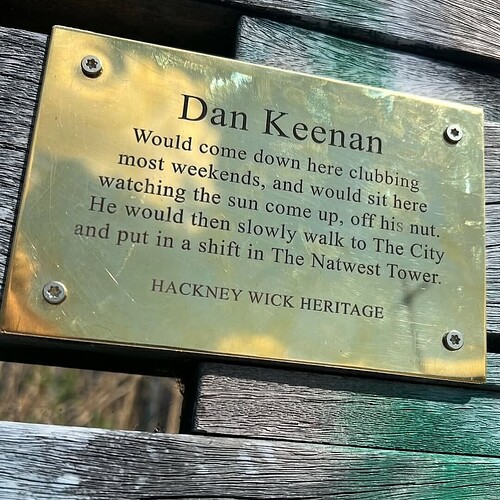 Dan Keenan
Would come down here clubbing
most weekends, and would sit here
watching the sun come up, off his nut.
He would then slowly walk to The City
and put in a shift in The Natwest Tower.
HACKNEY WICK HERITAGE